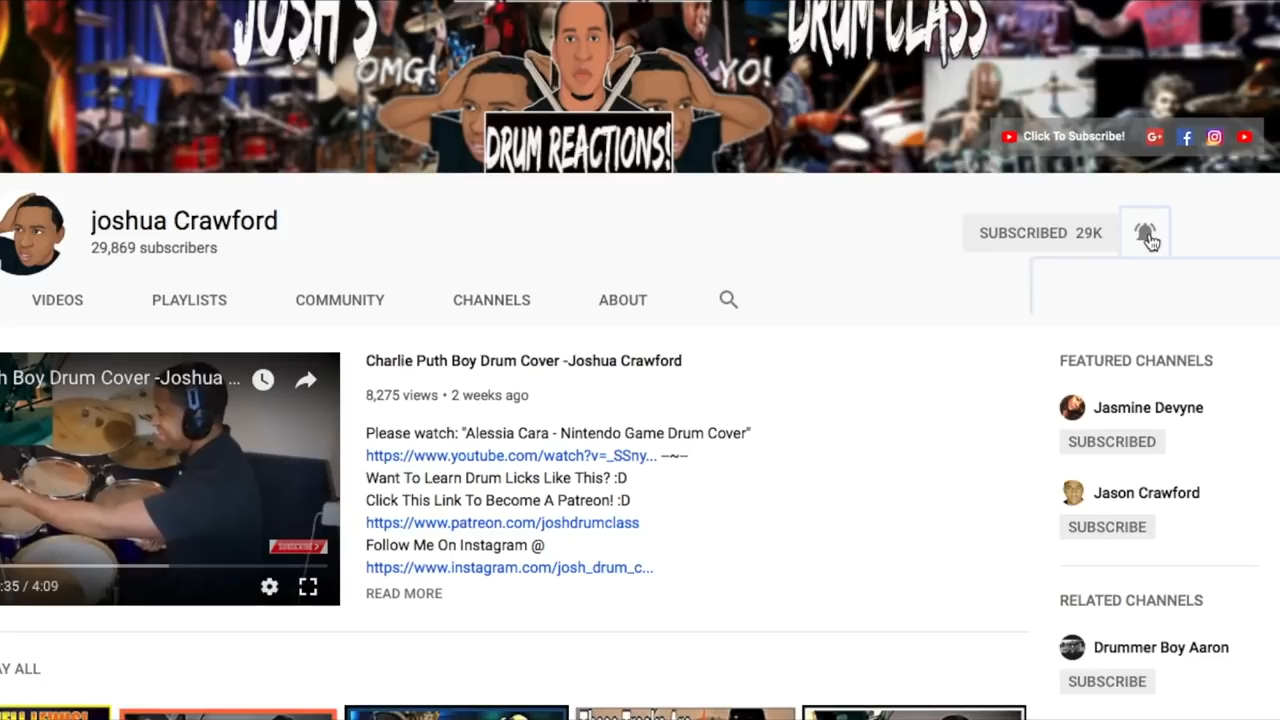 JOSH'S
DRUM CLASS
OMG!
YO!
DRUM REACTIONS!
Click To Subscribe!
joshua Crawford
29,869 subscribers
SUBSCRIBED 29K
VIDEOS
PLAYLISTS
COMMUNITY
CHANNELS
ABOUT
h Boy Drum Cover -Joshua ...
SUBSCRIBE >
:35 / 4:09
Charlie Puth Boy Drum Cover -Joshua Crawford
8,275 views • 2 weeks ago
Please watch: "Alessia Cara - Nintendo Game Drum Cover"
https://www.youtube.com/watch?v=_SSny... --~--
Want To Learn Drum Licks Like This? :D
Click This Link To Become A Patreon! :D
https://www.patreon.com/joshdrumclass
Follow Me On Instagram @
https://www.instagram.com/josh_drum_c...
READ MORE
FEATURED CHANNELS
Jasmine Devyne
SUBSCRIBED
Jason Crawford
SUBSCRIBE
RELATED CHANNELS
Drummer Boy Aaron
SUBSCRIBE
AY ALL